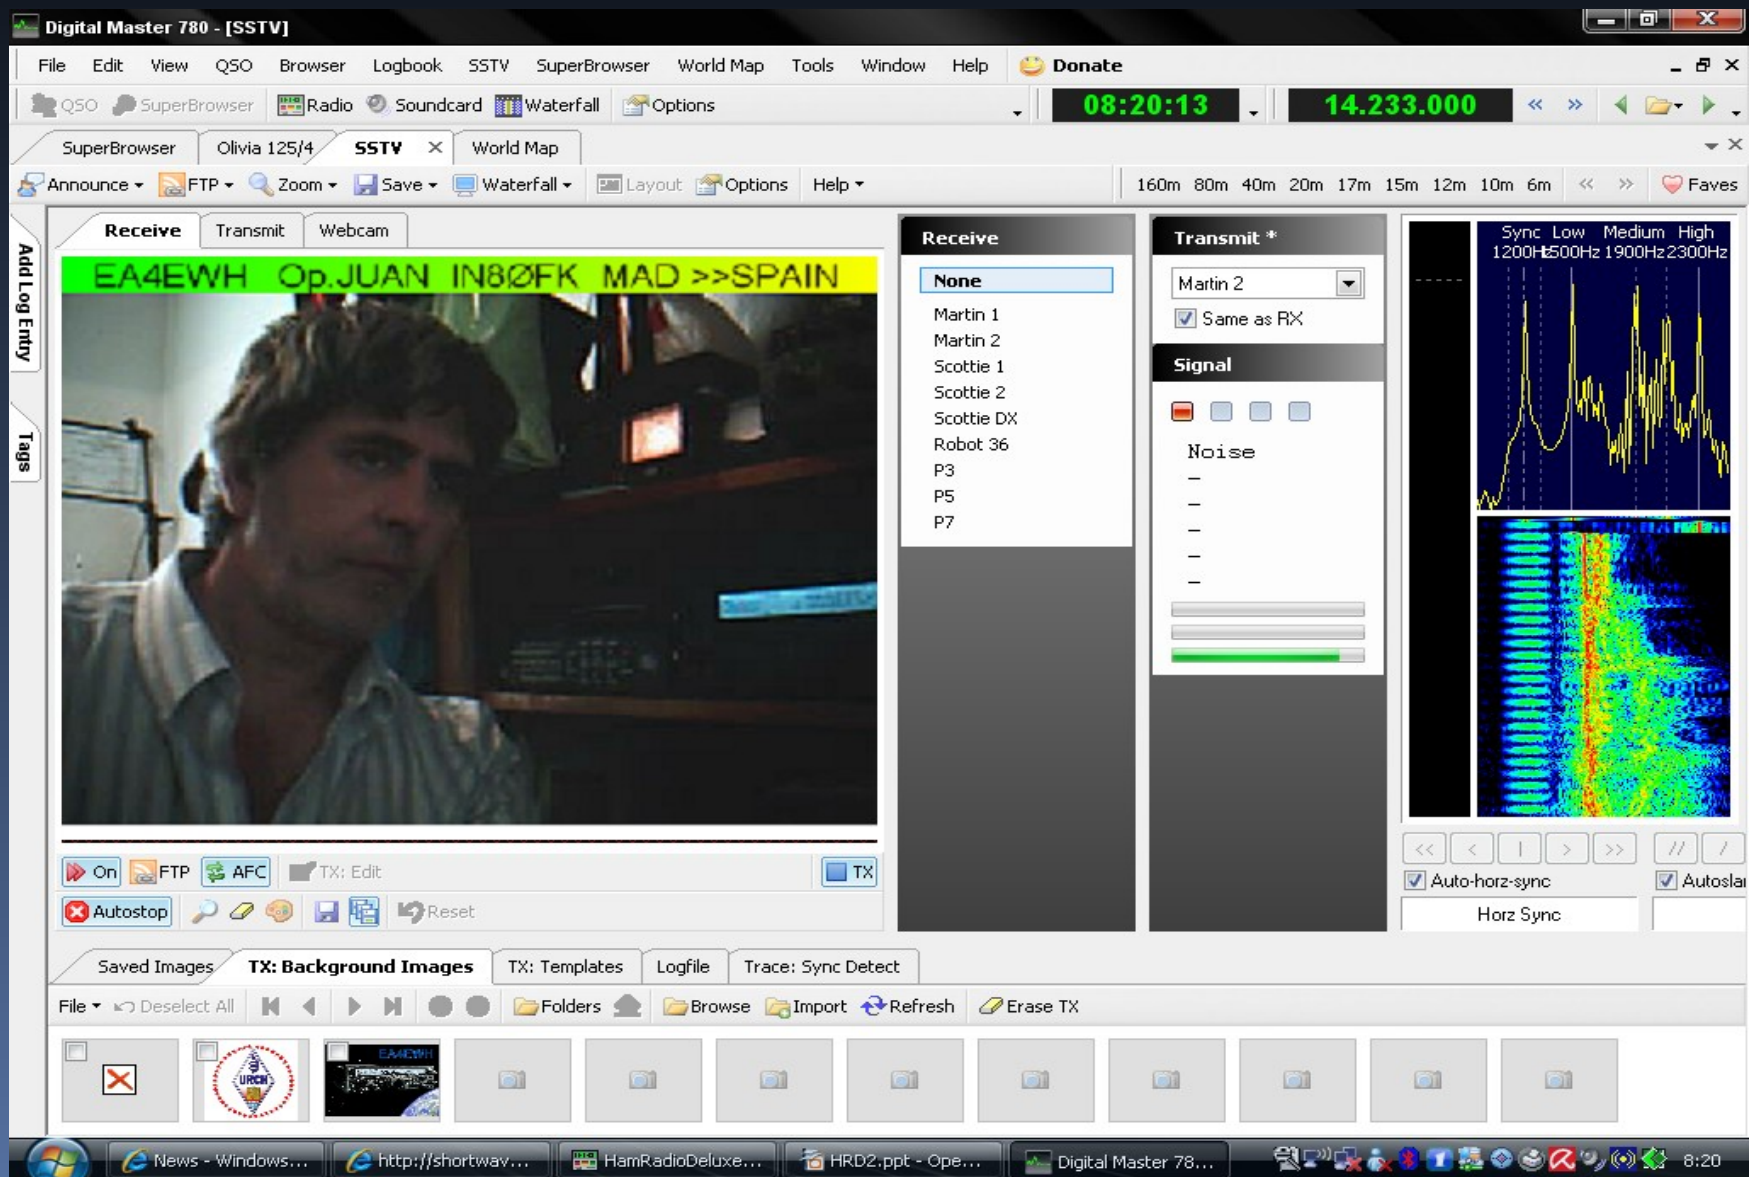 Digital Master 780 - [SSTV]
File Edit View QSO Browser Logbook SSTV SuperBrowser World Map Tools Window Help Donate
QSO SuperBrowser Radio Soundcard Waterfall Options 08:20:13 14.233.000
SuperBrowser Olivia 125/4 SSTV World Map
Announce FTP Zoom Save Waterfall Layout Options Help 160m 80m 40m 20m 17m 15m 12m 10m 6m Faves
Add Log Entry
Tags
Receive Transmit Webcam
EA4EWH Op.JUAN IN8ØFK MAD >>SPAIN
Receive
None
Martin 1
Martin 2
Scottie 1
Scottie 2
Scottie DX
Robot 36
P3
P5
P7
Transmit *
Martin 2
Same as RX
Signal
Noise
–
–
–
–
–
Sync Low Medium High
1200Hz 1500Hz 1900Hz 2300Hz
<< < | > >> // /
Auto-horz-sync Autoslan
Horz Sync
On FTP AFC TX: Edit TX
Autostop Reset
Saved Images TX: Background Images TX: Templates Logfile Trace: Sync Detect
File Deselect All Folders Browse Import Refresh Erase TX
URCH
EA4EWH
News - Windows... http://shortwav... HamRadioDeluxe... HRD2.ppt - Ope... Digital Master 78... 8:20